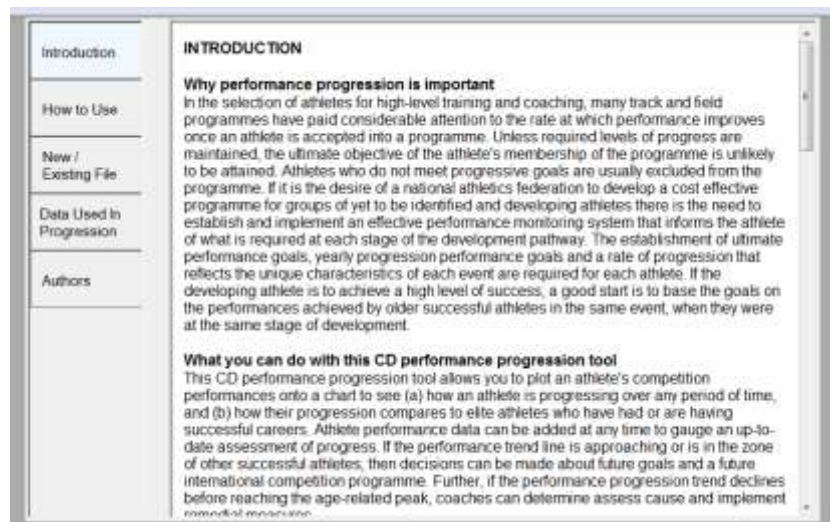 Introduction
How to Use
New /
Existing File
Data Used In
Progression
Authors
INTRODUCTION
Why performance progression is important
In the selection of athletes for high-level training and coaching, many track and field
programmes have paid considerable attention to the rate at which performance improves
once an athlete is accepted into a programme. Unless required levels of progress are
maintained, the ultimate objective of the athlete's membership of the programme is unlikely
to be attained. Athletes who do not meet progressive goals are usually excluded from the
programme. If it is the desire of a national athletics federation to develop a cost effective
programme for groups of yet to be identified and developing athletes there is the need to
establish and implement an effective performance monitoring system that informs the athlete
of what is required at each stage of the development pathway. The establishment of ultimate
performance goals, yearly progression performance goals and a rate of progression that
reflects the unique characteristics of each event are required for each athlete. If the
developing athlete is to achieve a high level of success, a good start is to base the goals on
the performances achieved by older successful athletes in the same event, when they were
at the same stage of development.
What you can do with this CD performance progression tool
This CD performance progression tool allows you to plot an athlete's competition
performances onto a chart to see (a) how an athlete is progressing over any period of time,
and (b) how their progression compares to elite athletes who have had or are having
successful careers. Athlete performance data can be added at any time to gauge an up-to-
date assessment of progress. If the performance trend line is approaching or is in the zone
of other successful athletes, then decisions can be made about future goals and a future
international competition programme. Further, if the performance progression trend declines
before reaching the age-related peak, coaches can determine assess cause and implement
remedial measures